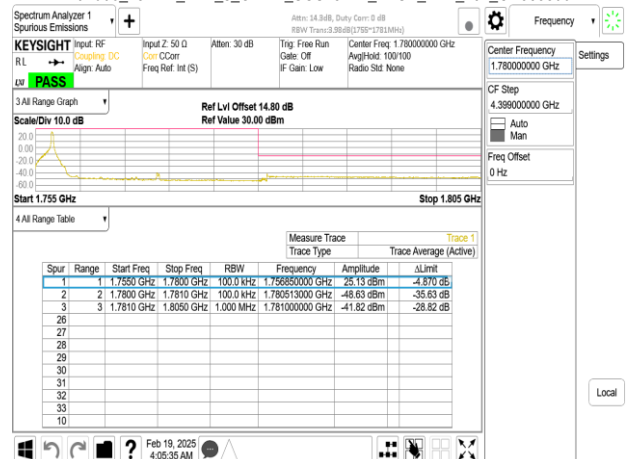 Spectrum Analyzer 1
Spurious Emissions
Attn: 14.3dB, Duty Corr: 0 dB
RBW Trans:3.98dB(1755~1781MHz)
Frequency
KEYSIGHT
RL
LXI
PASS
Input: RF
Coupling: DC
Align: Auto
Input Z: 50 Ω
Corr CCorr
Freq Ref: Int (S)
Atten: 30 dB
Trig: Free Run
Gate: Off
IF Gain: Low
Center Freq: 1.780000000 GHz
Avg|Hold: 100/100
Radio Std: None
Center Frequency
1.780000000 GHz
Settings
CF Step
4.399000000 GHz
Auto
Man
Freq Offset
0 Hz
3 All Range Graph
Scale/Div 10.0 dB
Ref Lvl Offset 14.80 dB
Ref Value 30.00 dBm
20.0
0.00
-20.0
-40.0
-60.0
Start 1.755 GHz
Stop 1.805 GHz
4 All Range Table
Measure Trace Trace 1
Trace Type Trace Average (Active)
Spur Range Start Freq Stop Freq RBW Frequency Amplitude ΔLimit
1 1 1.7550 GHz 1.7800 GHz 100.0 kHz 1.756850000 GHz 25.13 dBm -4.870 dB
2 2 1.7800 GHz 1.7810 GHz 100.0 kHz 1.780513000 GHz -48.63 dBm -35.63 dB
3 3 1.7810 GHz 1.8050 GHz 1.000 MHz 1.781000000 GHz -41.82 dBm -28.82 dB
26
27
28
29
30
31
32
33
10
Local
Feb 19, 2025
4:05:35 AM